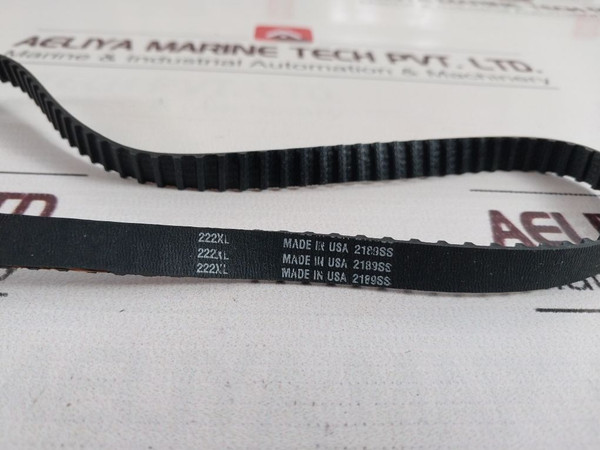 AELIYA MARINE TECH PVT. LTD.
Marine & Industrial Automation & Machinery
222XL MADE IN USA 2189SS
222XL MADE IN USA 2189SS
222XL MADE IN USA 2189SS
AELIYA